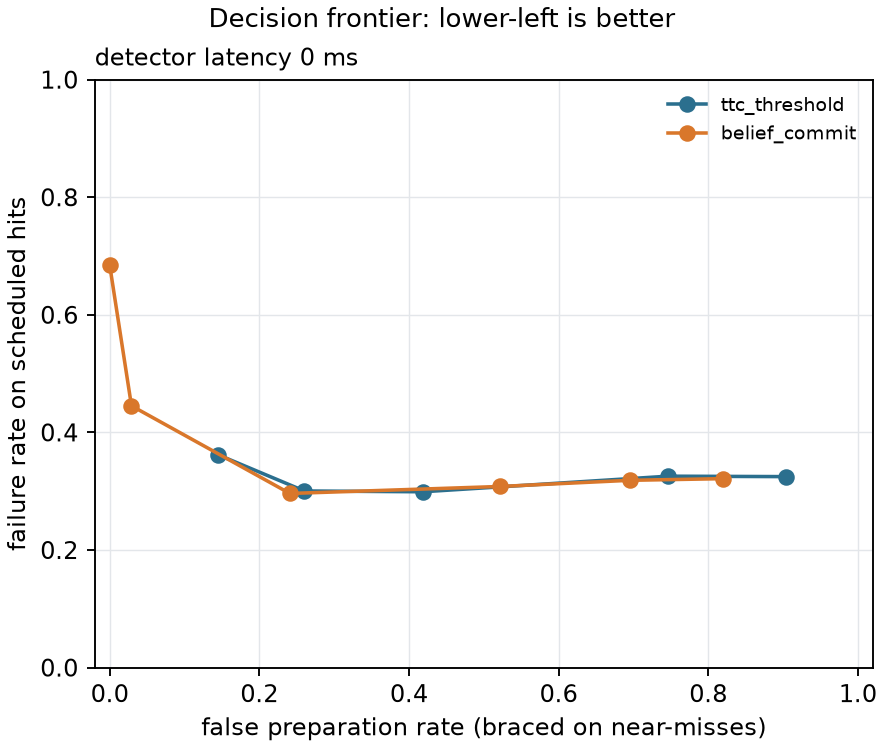 Decision frontier: lower-left is better
detector latency 0 ms
ttc_threshold
belief_commit
failure rate on scheduled hits
1.0
0.8
0.6
0.4
0.2
0.0
0.0 0.2 0.4 0.6 0.8 1.0
false preparation rate (braced on near-misses)